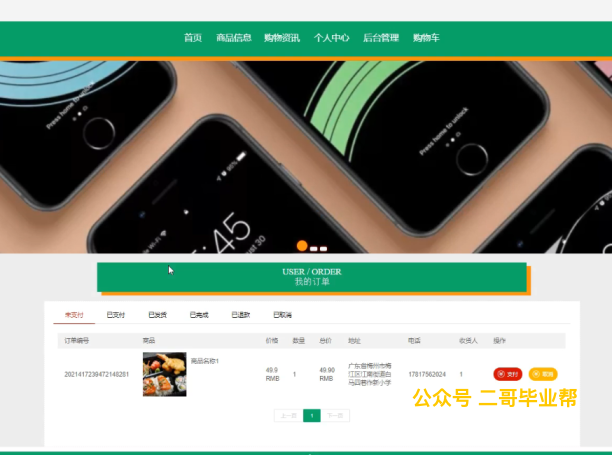 首页 商品信息 购物资讯 个人中心 后台管理 购物车
Press home to unlock
Press home to unlock
95%
Wi-Fi
:45
ust 30
USER / ORDER
我的订单
未支付 已支付 已发货 已完成 已退款 已取消
订单编号 商品 价格 数量 总价 地址 电话 收货人 操作
2021417239472148281 商品名称1 49.9 RMB 1 49.90 RMB 广东省梅州市梅江区江南街道白马四巷作新小学 17817562024 1 支付 取消
上一页 1 下一页
公众号 二哥毕业帮